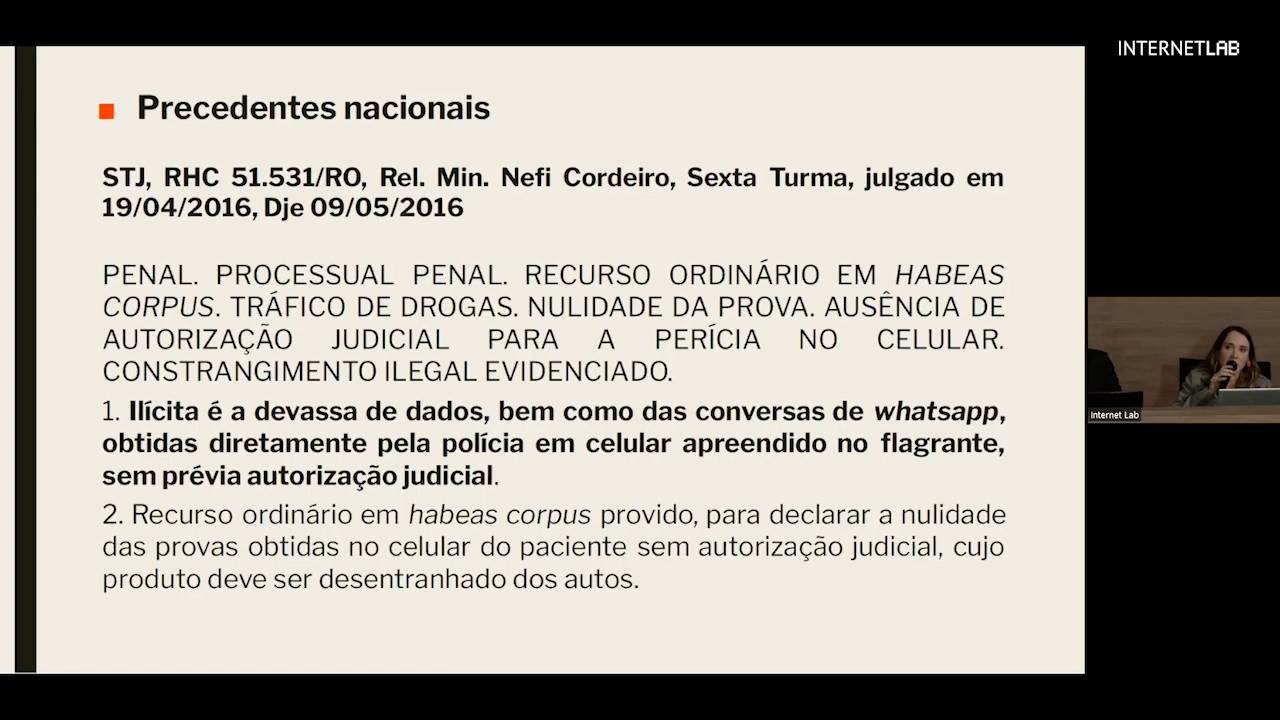 INTERNETLAB
Precedentes nacionais
STJ, RHC 51.531/RO, Rel. Min. Nefi Cordeiro, Sexta Turma, julgado em
19/04/2016, Dje 09/05/2016
PENAL. PROCESSUAL PENAL. RECURSO ORDINÁRIO EM HABEAS
CORPUS. TRÁFICO DE DROGAS. NULIDADE DA PROVA. AUSÊNCIA DE
AUTORIZAÇÃO JUDICIAL PARA A PERÍCIA NO CELULAR.
CONSTRANGIMENTO ILEGAL EVIDENCIADO.
1. Ilícita é a devassa de dados, bem como das conversas de whatsapp,
obtidas diretamente pela polícia em celular apreendido no flagrante,
sem prévia autorização judicial.
2. Recurso ordinário em habeas corpus provido, para declarar a nulidade
das provas obtidas no celular do paciente sem autorização judicial, cujo
produto deve ser desentranhado dos autos.
Internet Lab